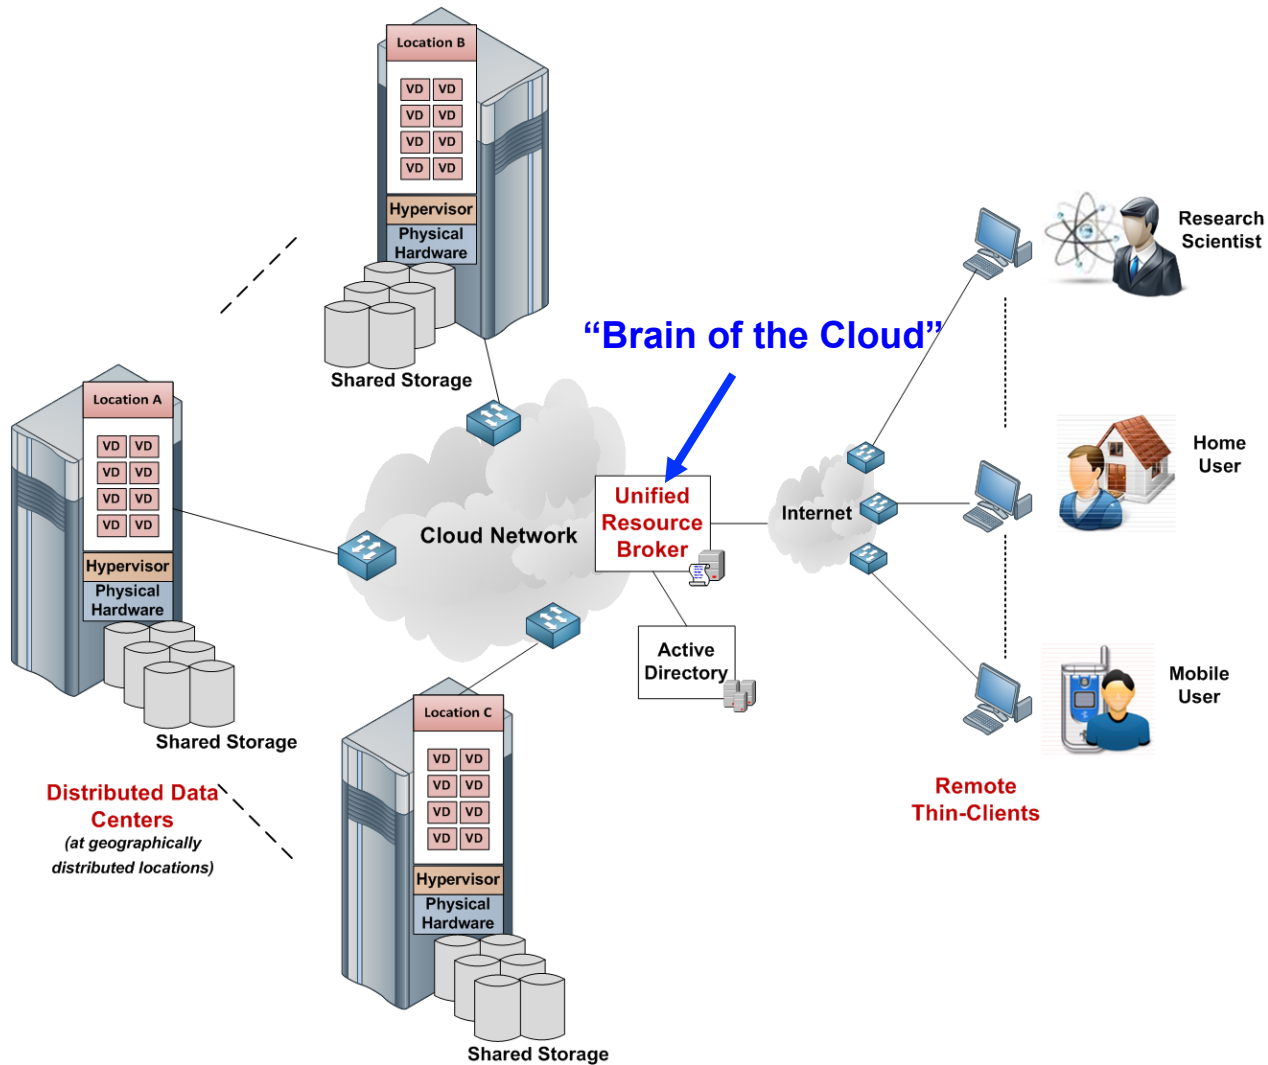 Location B
VD VD
VD VD
VD VD
VD VD
Hypervisor
Physical
Hardware
Shared Storage
Location A
VD VD
VD VD
VD VD
VD VD
Hypervisor
Physical
Hardware
Shared Storage
Distributed Data
Centers
(at geographically
distributed locations)
Location C
VD VD
VD VD
VD VD
VD VD
Hypervisor
Physical
Hardware
Shared Storage
“Brain of the Cloud”
Cloud Network
Unified
Resource
Broker
Active
Directory
Internet
Research
Scientist
Home
User
Mobile
User
Remote
Thin-Clients